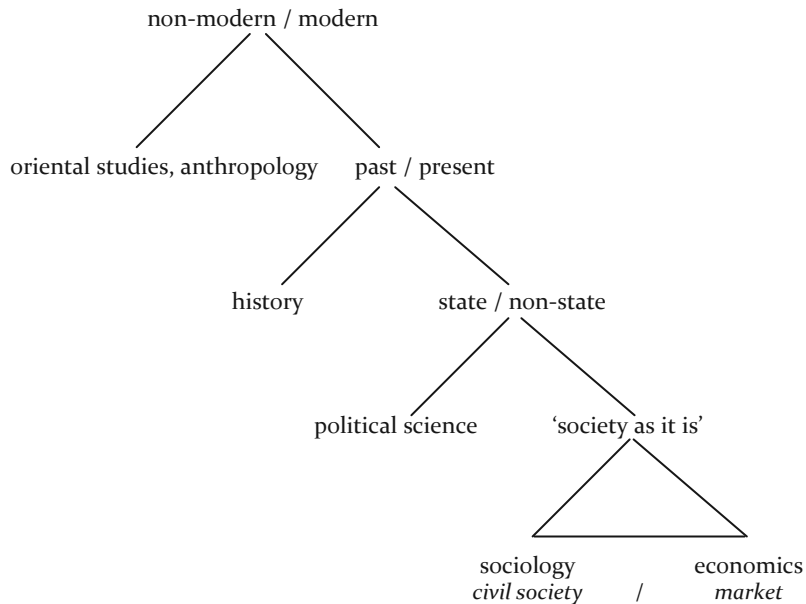 non-modern / modern
oriental studies, anthropology past / present
history state / non-state
political science ‘society as it is’
sociology economics
civil society / market